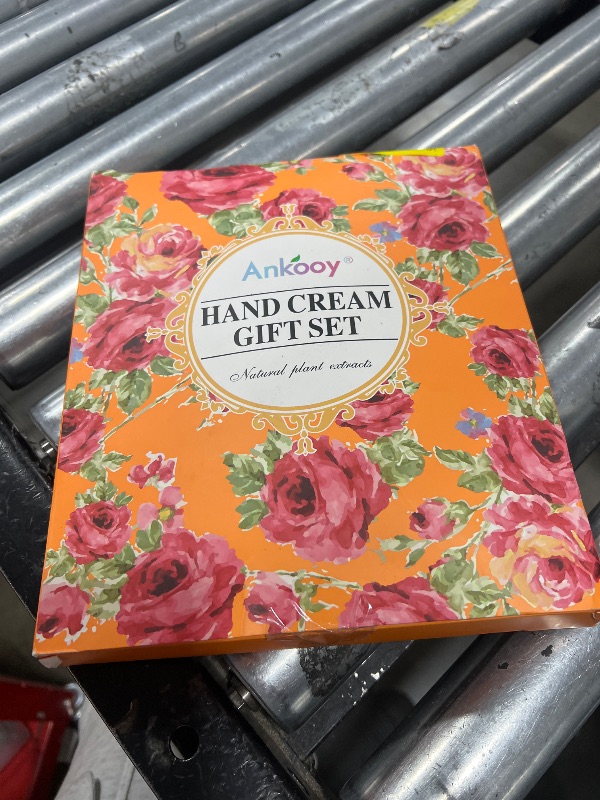 Ankooy®
HAND CREAM
GIFT SET
Natural plant extracts